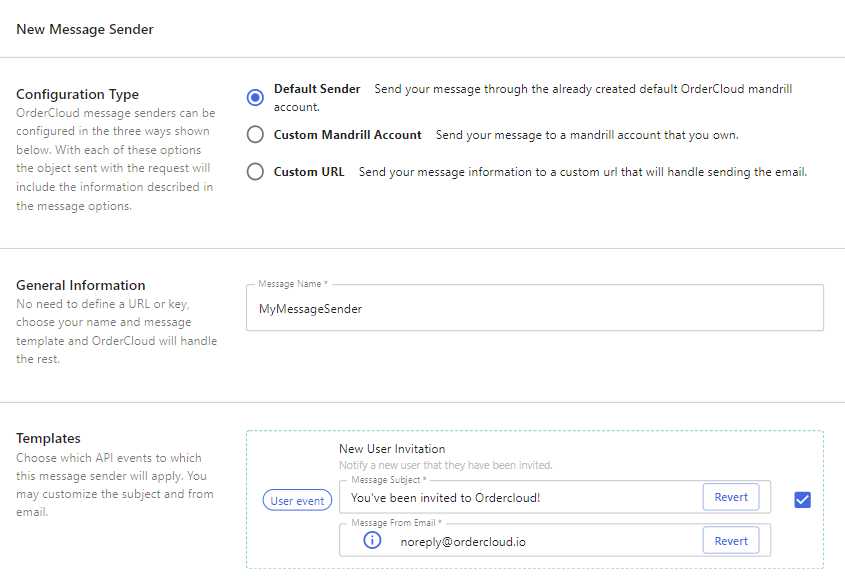 New Message Sender
Configuration Type
OrderCloud message senders can be
configured in the three ways shown
below. With each of these options
the object sent with the request will
include the information described in
the message options.
Default Sender Send your message through the already created default OrderCloud mandrill
account.
Custom Mandrill Account Send your message to a mandrill account that you own.
Custom URL Send your message information to a custom url that will handle sending the email.
General Information
No need to define a URL or key,
choose your name and message
template and OrderCloud will handle
the rest.
Message Name *
MyMessageSender
Templates
Choose which API events to which
this message sender will apply. You
may customize the subject and from
email.
User event
New User Invitation
Notify a new user that they have been invited.
Message Subject *
You've been invited to Ordercloud! Revert
Message From Email *
noreply@ordercloud.io Revert